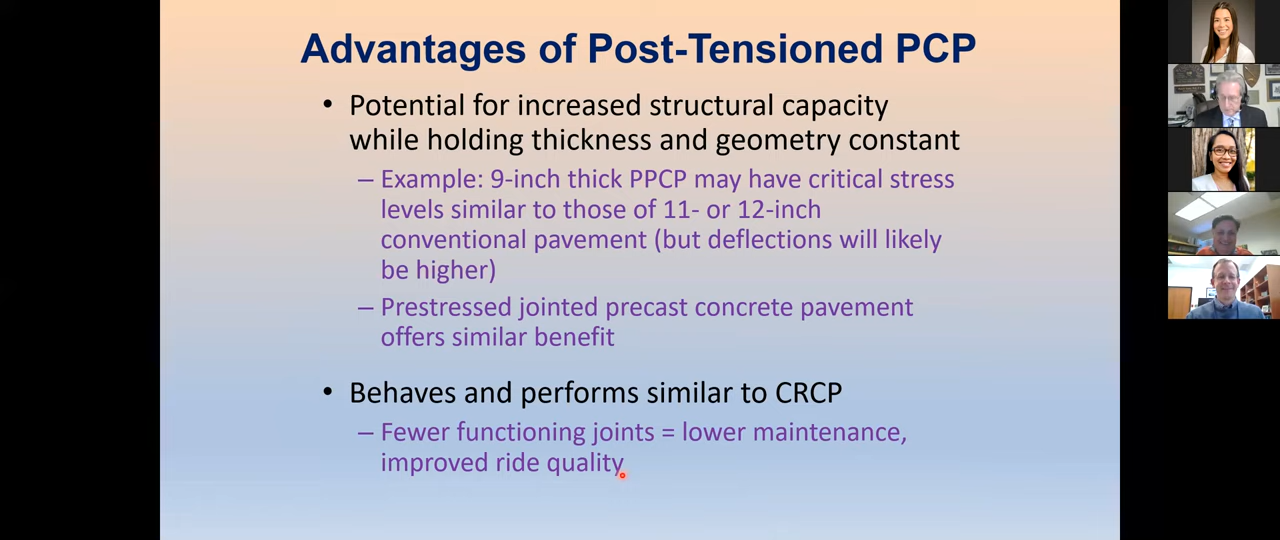 Advantages of Post-Tensioned PCP
• Potential for increased structural capacity
while holding thickness and geometry constant
– Example: 9-inch thick PPCP may have critical stress
levels similar to those of 11- or 12-inch
conventional pavement (but deflections will likely
be higher)
– Prestressed jointed precast concrete pavement
offers similar benefit
• Behaves and performs similar to CRCP
– Fewer functioning joints = lower maintenance,
improved ride quality